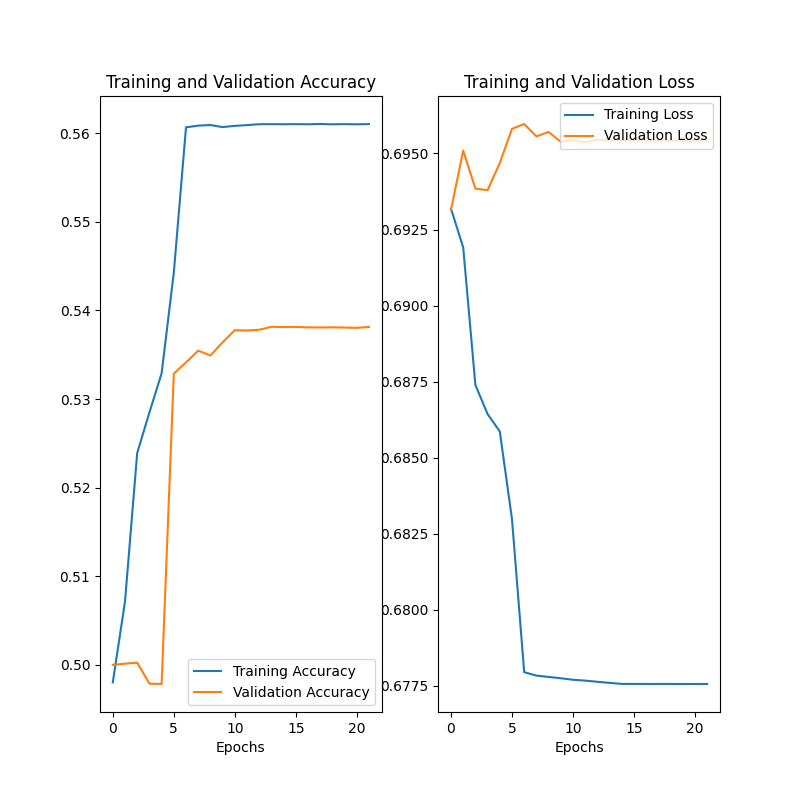 Training and Validation Accuracy
0.56
0.55
0.54
0.53
0.52
0.51
0.50
0 5 10 15 20
Epochs
Training Accuracy
Validation Accuracy
Training and Validation Loss
0.6950
0.6925
0.6900
0.6875
0.6850
0.6825
0.6800
0.6775
0 5 10 15 20
Epochs
Training Loss
Validation Loss